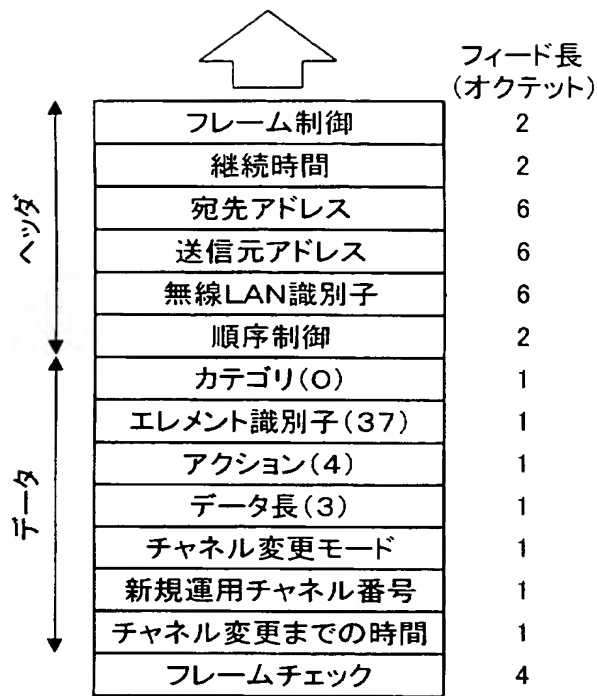 フィード長
(オクテット)
フレーム制御 2
継続時間 2
宛先アドレス 6
送信元アドレス 6
無線LAN識別子 6
順序制御 2
ヘッダ
カテゴリ(0) 1
エレメント識別子(37) 1
アクション(4) 1
データ長(3) 1
チャネル変更モード 1
新規運用チャネル番号 1
チャネル変更までの時間 1
データ
フレームチェック 4